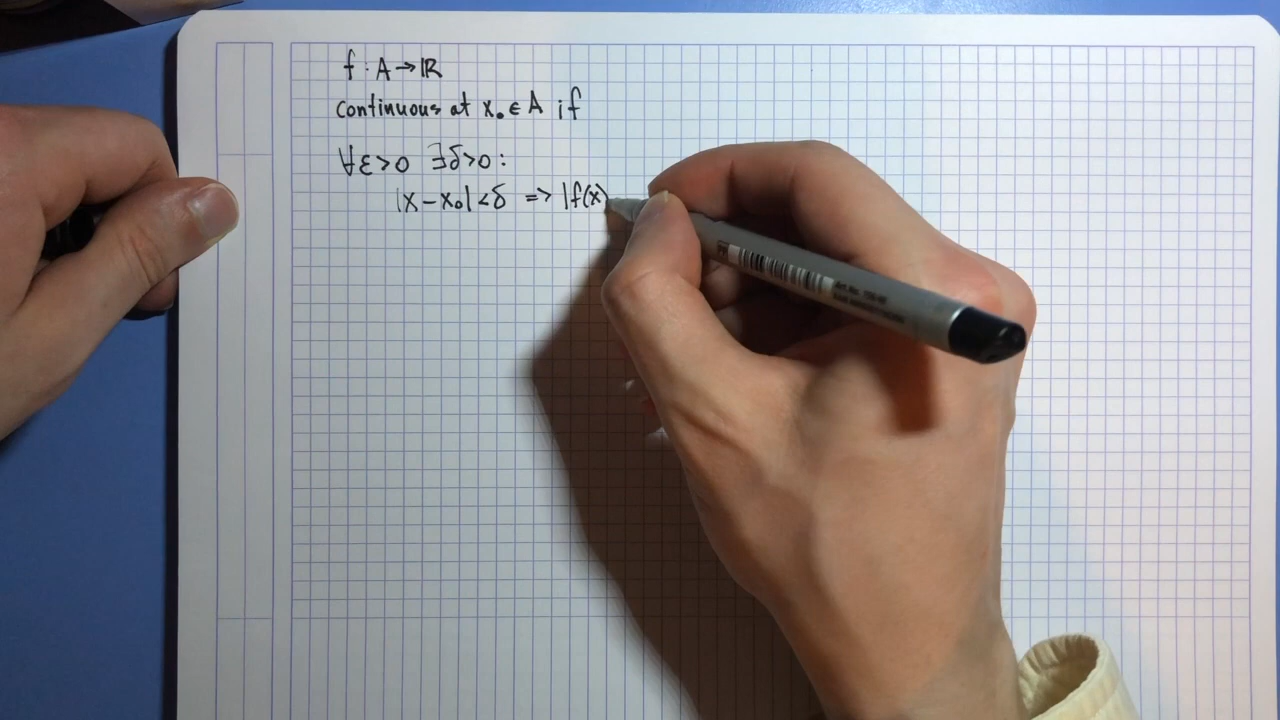 f : A → ℝ
continuous at x₀ ∈ A if
∀ε>0 ∃δ>0 :
|x - x₀| < δ => |f(x)